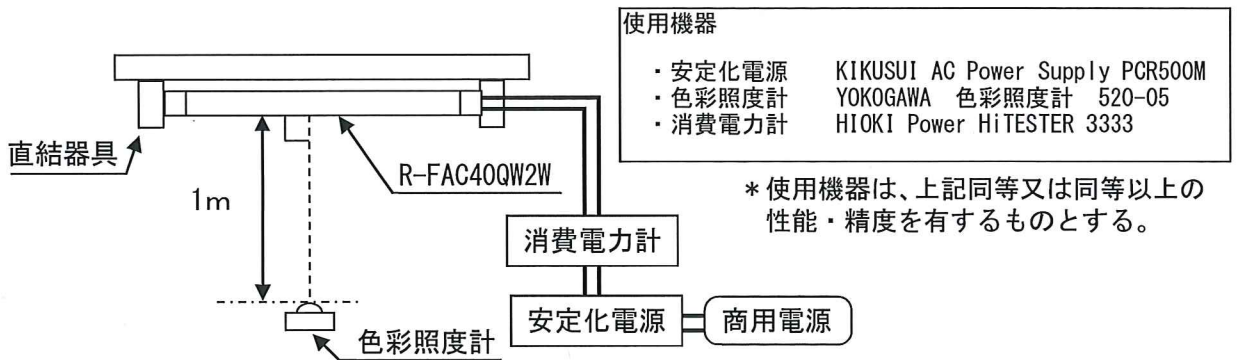 使用機器
・安定化電源 KIKUSUI AC Power Supply PCR500M
・色彩照度計 YOKOGAWA 色彩照度計 520-05
・消費電力計 HIOKI Power HiTESTER 3333
＊使用機器は、上記同等又は同等以上の
性能・精度を有するものとする。
直結器具
R-FAC40QW2W
1m
消費電力計
安定化電源
商用電源
色彩照度計